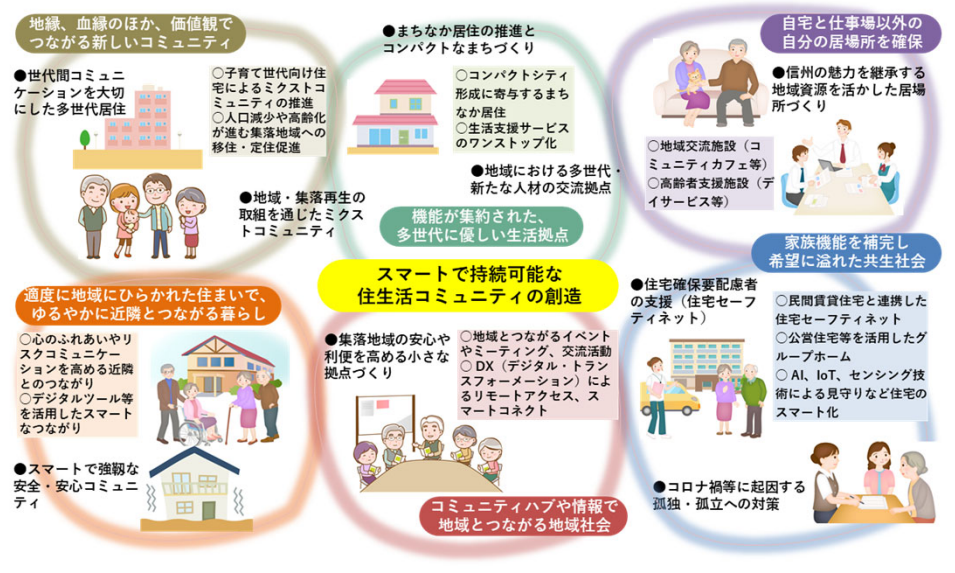 地縁、血縁のほか、価値観で
つながる新しいコミュニティ
●世代間コミュニ
ケーションを大切
にした多世代居住
○子育て世代向け住
宅によるミクストコ
ミュニティの推進
○人口減少や高齢化
が進む集落地域への
移住・定住促進
●地域・集落再生の
取組を通じたミクス
トコミュニティ
●まちなか居住の推進と
コンパクトなまちづくり
○コンパクトシティ
形成に寄与するまち
なか居住
○生活支援サービス
のワンストップ化
●地域における多世代・
新たな人材の交流拠点
機能が集約された、
多世代に優しい生活拠点
自宅と仕事場以外の
自分の居場所を確保
●信州の魅力を継承する
地域資源を活かした居場
所づくり
○地域交流施設（コ
ミュニティカフェ等）
○高齢者支援施設（デ
イサービス等）
スマートで持続可能な
住生活コミュニティの創造
適度に地域にひらかれた住まいで、
ゆるやかに近隣とつながる暮らし
○心のふれあいやリ
スクコミュニケー
ションを高める近隣
とのつながり
○デジタルツール等
を活用したスマート
なつながり
●スマートで強靱な
安全・安心コミュニ
ティ
●集落地域の安心や
利便を高める小さな
拠点づくり
○地域とつながるイベント
やミーティング、交流活動
○DX（デジタル・トラン
スフォーメーション）によ
るリモートアクセス、ス
マートコネクト
コミュニティハブや情報で
地域とつながる地域社会
家族機能を補完し
希望に溢れた共生社会
●住宅確保要配慮者
の支援（住宅セーフ
ティネット）
○民間賃貸住宅と連携した
住宅セーフティネット
○公営住宅等を活用したグ
ループホーム
○AI、IoT、センシング技
術による見守りなど住宅の
スマート化
●コロナ禍等に起因する
孤独・孤立への対策